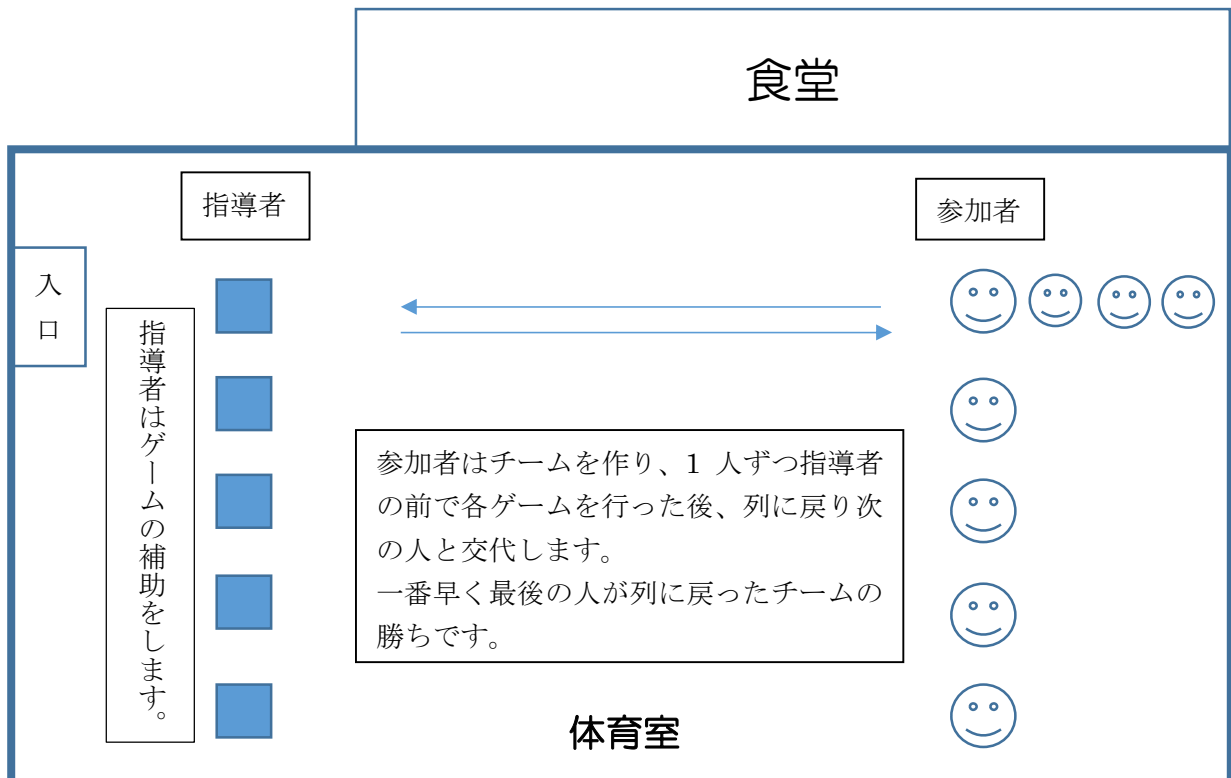 食堂
指導者
参加者
入
口
指導者はゲームの補助をします。
参加者はチームを作り、1 人ずつ指導者
の前で各ゲームを行った後、列に戻り次
の人と交代します。
一番早く最後の人が列に戻ったチームの
勝ちです。
体育室